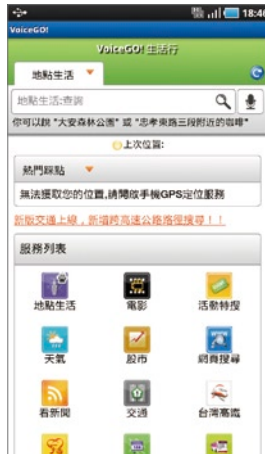 18:46
VoiceGO!
VoiceGO! 生活行
地點生活
地點生活-查詢
你可以說 "大安森林公園" 或 "忠孝東路三段附近的咖啡"
上次位置:
熱門踩點
無法獲取您的位置,請開啟手機GPS定位服務
新版交通上線，新增跨高速公路路徑搜尋！！
服務列表
地點生活 電影 活動特搜
天氣 股市 網頁搜尋
看新聞 交通 台灣高鐵